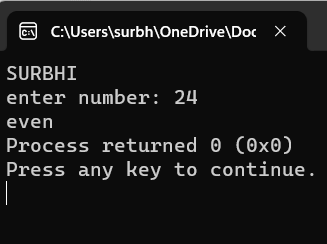 C:\Users\surbh\OneDrive\Doc
SURBHI
enter number: 24
even
Process returned 0 (0x0)
Press any key to continue.